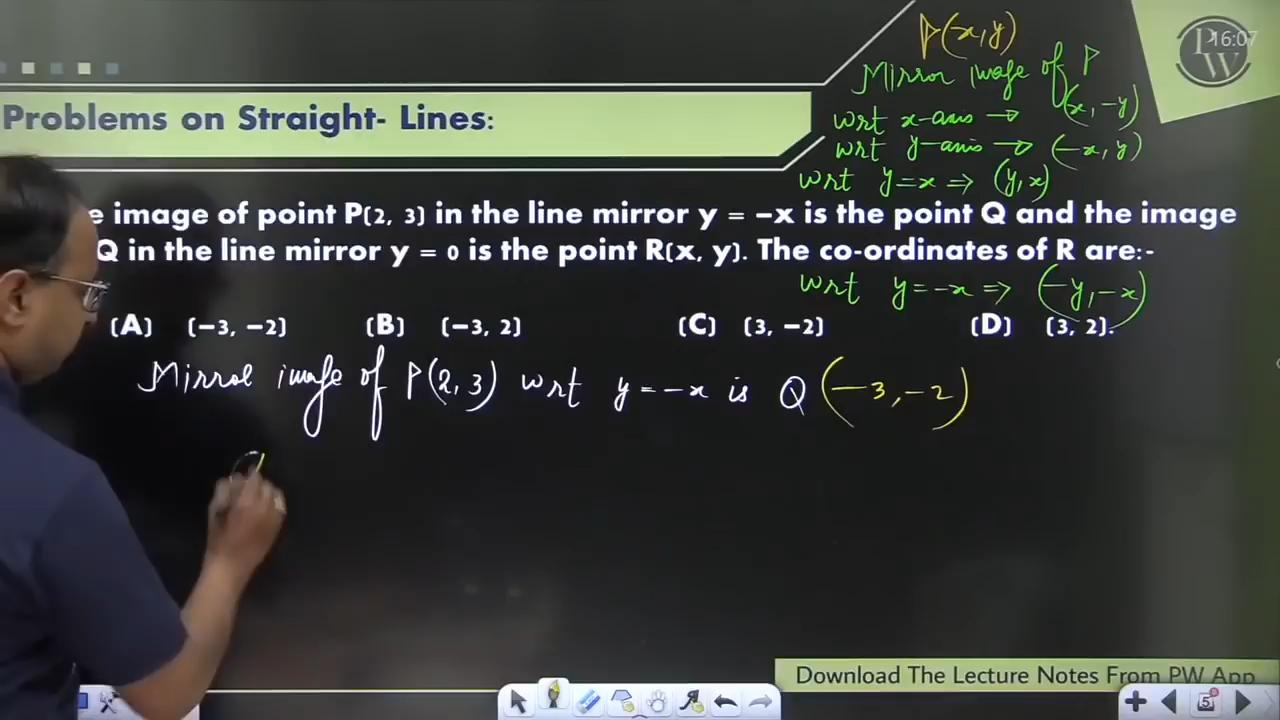 P(x,y)
16:07
PW
Mirror image of P
wrt x-axis → (x,-y)
Problems on Straight- Lines:
wrt y-axis → (-x,y)
wrt y=x ⇒ (y,x)
e image of point P(2, 3) in the line mirror y = –x is the point Q and the image
Q in the line mirror y = 0 is the point R(x, y). The co-ordinates of R are:-
wrt y=-x ⇒ (-y,-x)
(A) (–3, –2) (B) (–3, 2) (C) (3, –2) (D) (3, 2).
Mirror image of P(2,3) wrt y=-x is Q (-3,-2)
Download The Lecture Notes From PW App
5